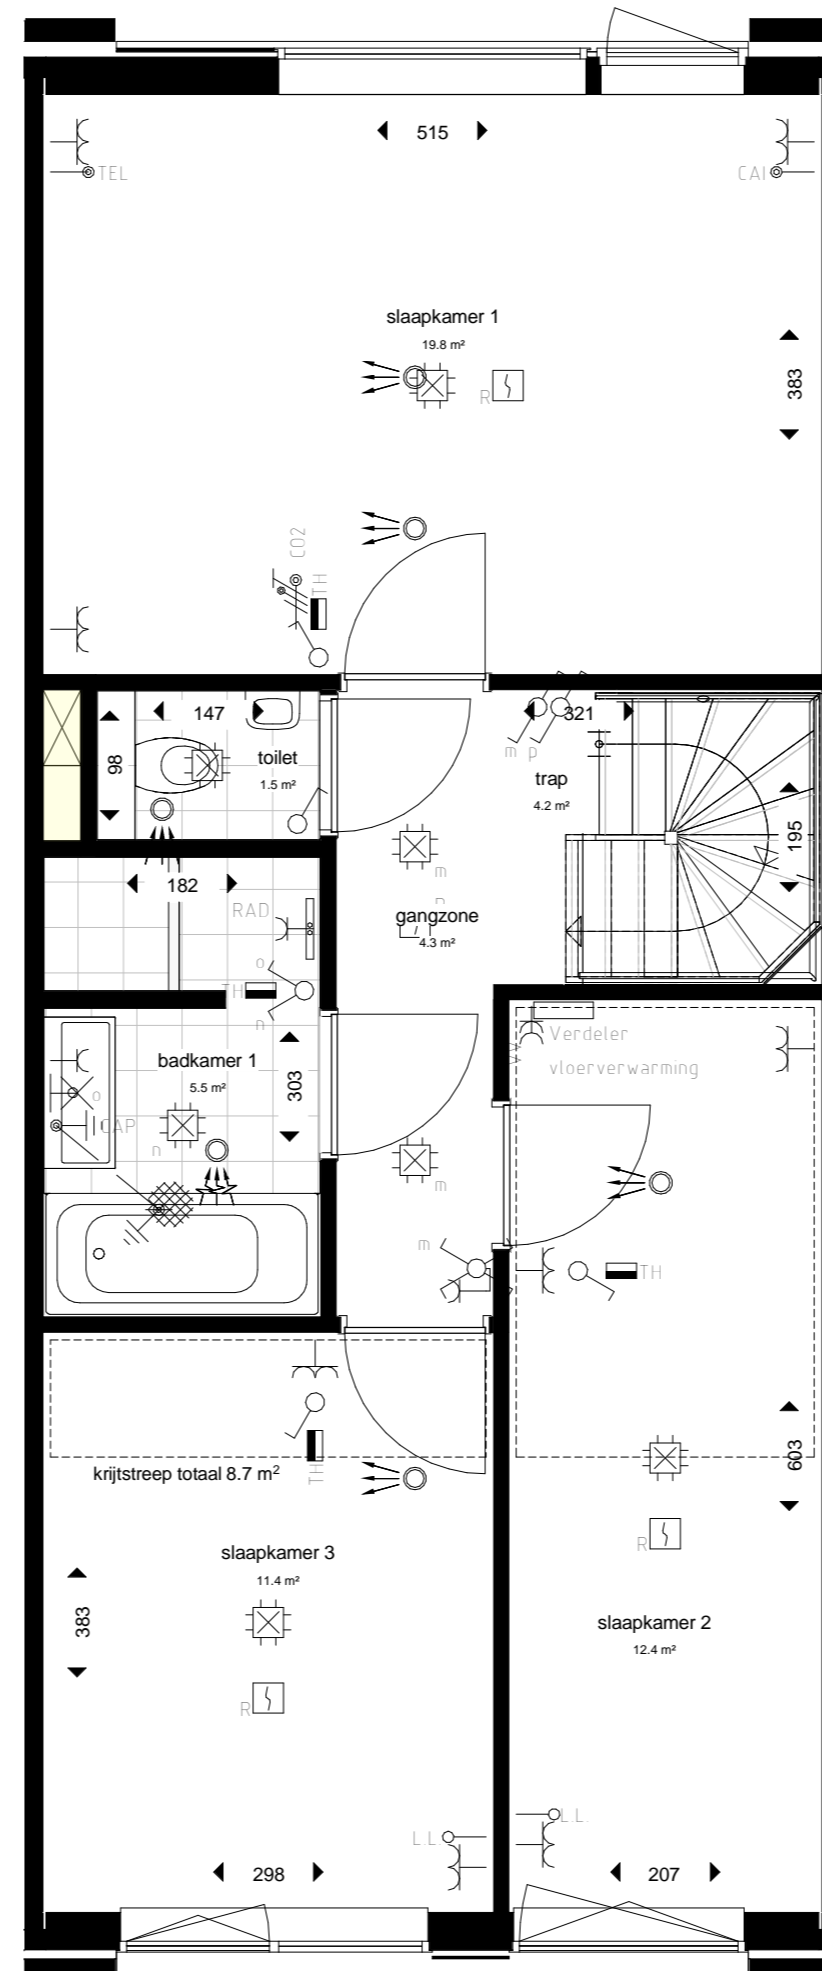 515
TEL
CAI
slaapkamer 1
19.8 m²
383
R
CO2
TH
147
321
98
toilet
1.5 m²
m p
trap
4.2 m²
195
182
RAD
m
gangzone
4.3 m²
o
TH
n
Verdeler
vloerverwarming
badkamer 1
5.5 m²
303
o
CAP
n
m
m
TH
krijtstreep totaal 8.7 m²
TH
603
slaapkamer 3
11.4 m²
R
383
slaapkamer 2
12.4 m²
R
L.L.
L.L.
298
207